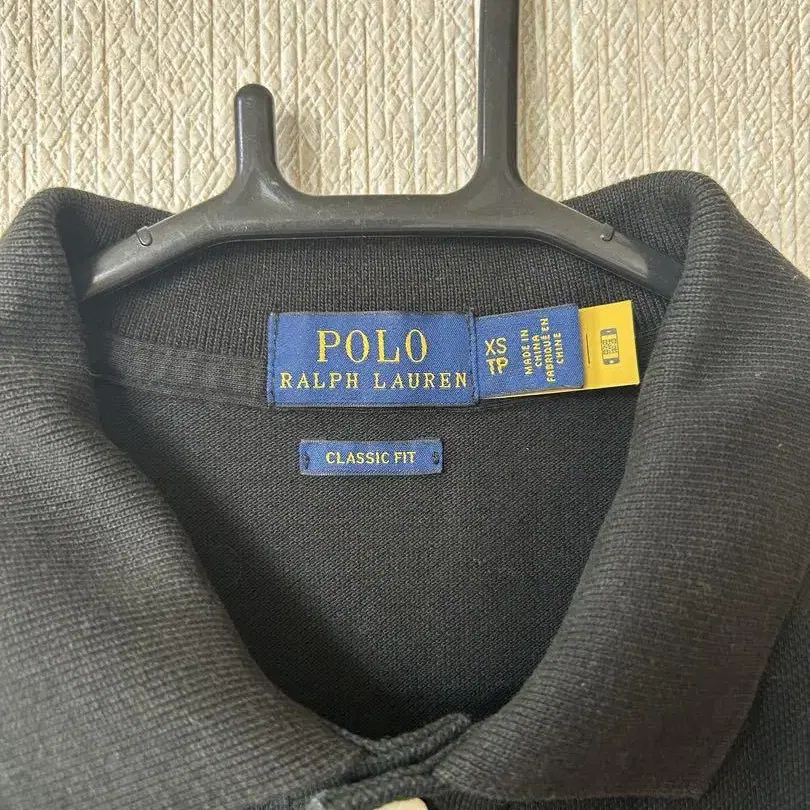 POLO
RALPH LAUREN
XS
TP
MADE IN
CHINA
FABRIQUÉ EN
CHINE
CLASSIC FIT